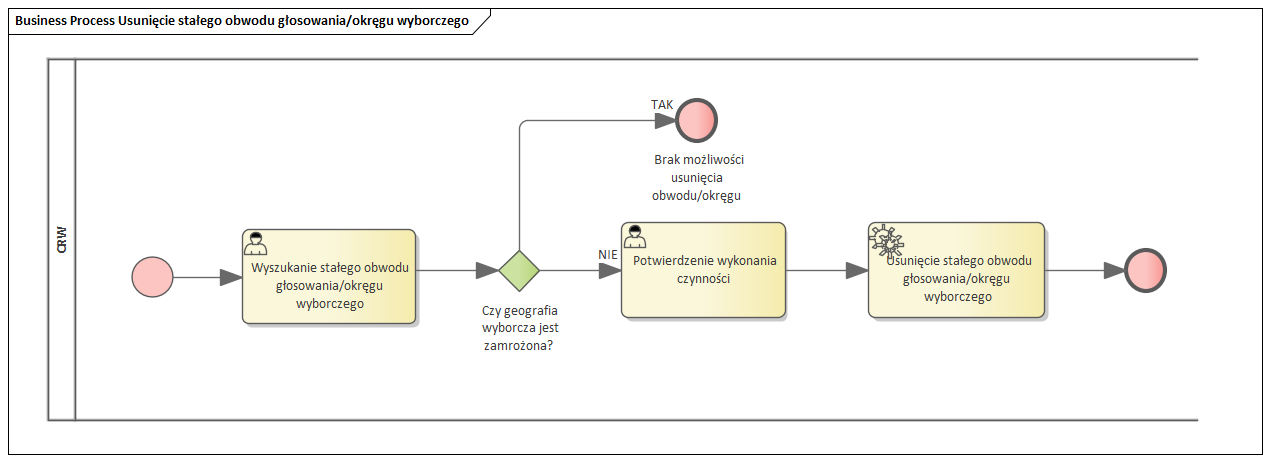 Business Process Usunięcie stałego obwodu głosowania/okręgu wyborczego
CRW
TAK
Brak możliwości
usunięcia
obwodu/okręgu
Wyszukanie stałego obwodu
głosowania/okręgu
wyborczego
Czy geografia
wyborcza jest
zamrożona?
NIE
Potwierdzenie wykonania
czynności
Usunięcie stałego obwodu
głosowania/okręgu
wyborczego